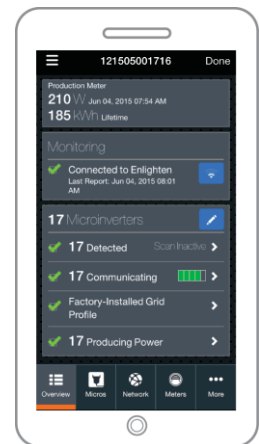 121505001716 Done
Production Meter
210 W Jun 04, 2015 07:54 AM
185 kWh Lifetime
Monitoring
Connected to Enlighten
Last Report: Jun 04, 2015 08:01
AM
17 Microinverters
17 Detected Scan Inactive
17 Communicating
Factory-Installed Grid
Profile
17 Producing Power
Overview Micros Network Meters More